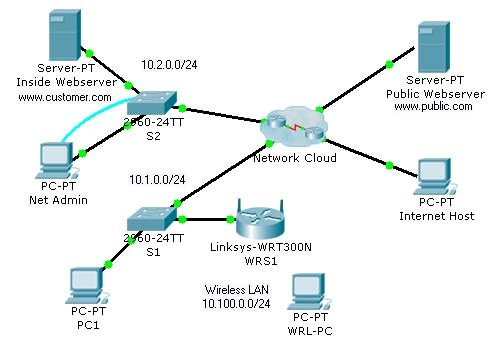 Server-PT
Inside Webserver
www.customer.com
10.2.0.0/24
2960-24TT
S2
PC-PT
Net Admin
Server-PT
Public Webserver
www.public.com
Network Cloud
PC-PT
Internet Host
10.1.0.0/24
2960-24TT
S1
Linksys-WRT300N
WRS1
PC-PT
PC1
Wireless LAN
10.100.0.0/24
PC-PT
WRL-PC